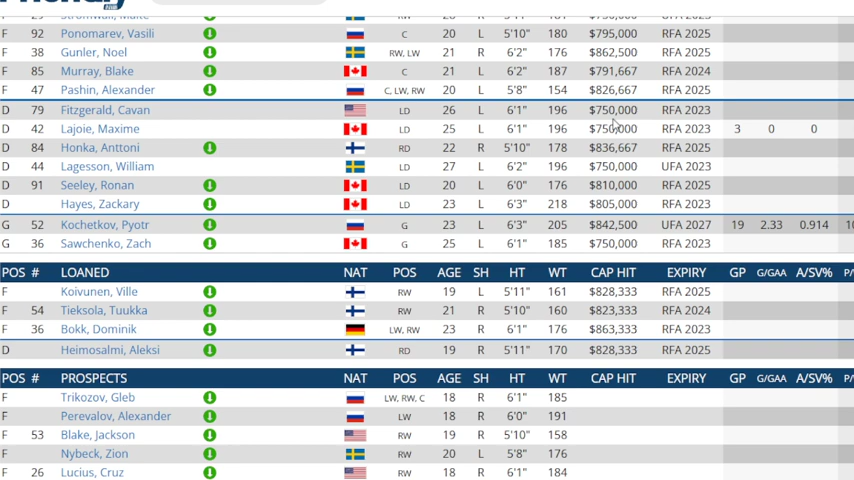 F 92 Ponomarev, Vasili C 20 L 5'10" 180 $795,000 RFA 2025
F 38 Gunler, Noel RW, LW 21 R 6'2" 176 $862,500 RFA 2025
F 85 Murray, Blake C 21 L 6'2" 187 $791,667 RFA 2024
F 47 Pashin, Alexander C, LW, RW 20 L 5'8" 154 $826,667 RFA 2025
D 79 Fitzgerald, Cavan LD 26 L 6'1" 196 $750,000 RFA 2023
D 42 Lajoie, Maxime LD 25 L 6'1" 196 $750,000 RFA 2023 3 0 0
D 84 Honka, Anttoni RD 22 R 5'10" 178 $836,667 RFA 2025
D 44 Lagesson, William LD 27 L 6'2" 196 $750,000 UFA 2023
D 91 Seeley, Ronan LD 20 L 6'0" 176 $810,000 RFA 2025
D Hayes, Zackary LD 23 L 6'3" 218 $805,000 RFA 2023
G 52 Kochetkov, Pyotr G 23 L 6'3" 205 $842,500 UFA 2027 19 2.33 0.914
G 36 Sawchenko, Zach G 25 L 6'1" 185 $750,000 RFA 2023
POS # LOANED NAT POS AGE SH HT WT CAP HIT EXPIRY GP G/GAA A/SV%
F Koivunen, Ville RW 19 L 5'11" 161 $828,333 RFA 2025
F 54 Tieksola, Tuukka RW 21 R 5'10" 160 $823,333 RFA 2024
F 36 Bokk, Dominik LW, RW 23 R 6'1" 176 $863,333 RFA 2023
D Heimosalmi, Aleksi RD 19 R 5'11" 170 $828,333 RFA 2025
POS # PROSPECTS NAT POS AGE SH HT WT CAP HIT EXPIRY GP G/GAA A/SV%
F Trikozov, Gleb LW, RW, C 18 R 6'1" 185
F Perevalov, Alexander LW 18 R 6'0" 191
F 53 Blake, Jackson RW 19 R 5'10" 158
F Nybeck, Zion RW 20 L 5'8" 176
F 26 Lucius, Cruz RW 18 R 6'1" 184